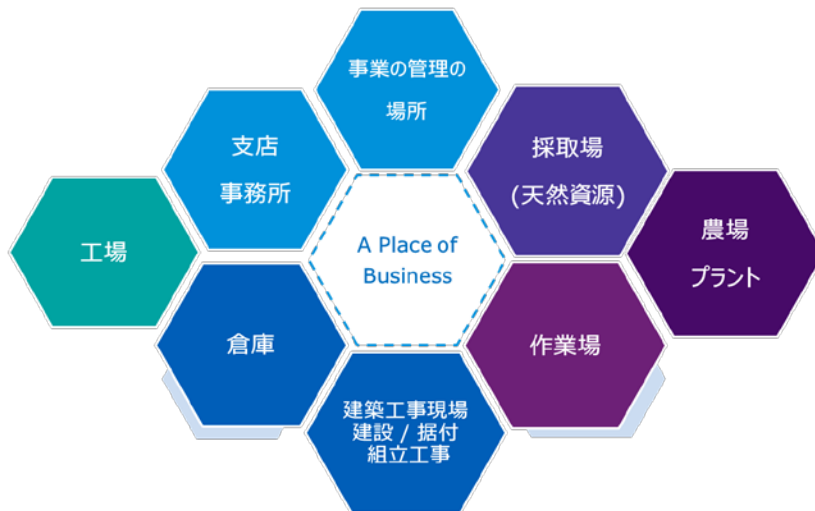 事業の管理の
場所
支店
事務所
採取場
(天然資源)
農場
プラント
工場
A Place of
Business
倉庫
作業場
建築工事現場
建設 / 据付
組立工事